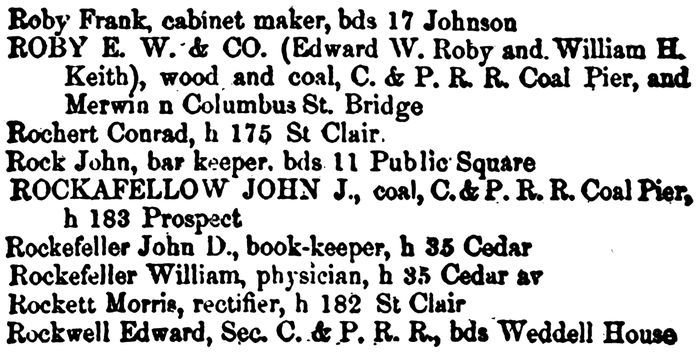 Roby Frank, cabinet maker, bds 17 Johnson
ROBY E. W. & CO. (Edward W. Roby and William H.
Keith), wood and coal, C. & P. R. R. Coal Pier, and
Merwin n Columbus St. Bridge
Rochert Conrad, h 175 St Clair.
Rock John, bar keeper. bds 11 Public Square
ROCKAFELLOW JOHN J., coal, C. & P. R. R. Coal Pier,
h 183 Prospect
Rockefeller John D., book-keeper, h 35 Cedar
Rockefeller William, physician, h 35 Cedar av
Rockett Morris, rectifier, h 182 St Clair
Rockwell Edward, Sec. C. & P. R. R., bds Weddell House